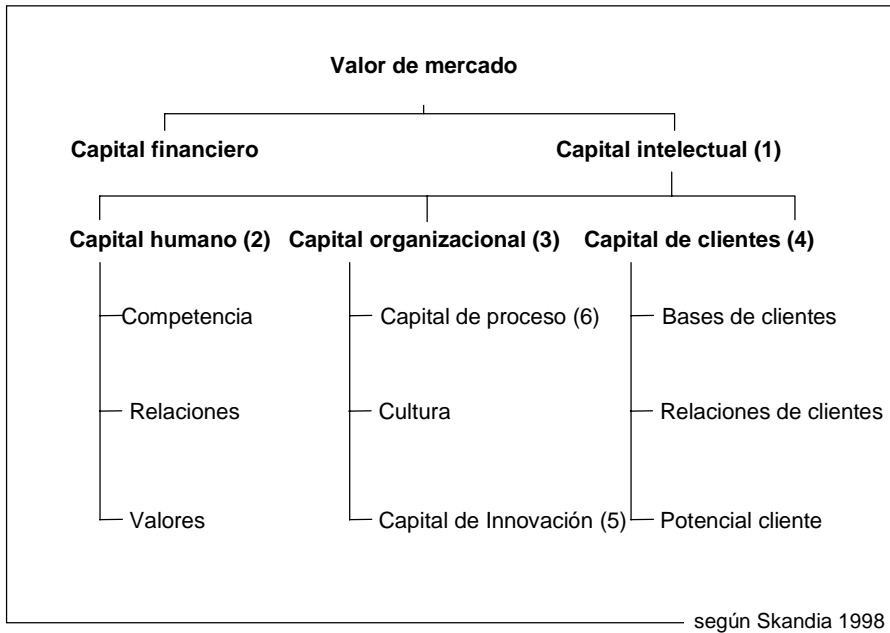 Valor de mercado
Capital financiero Capital intelectual (1)
Capital humano (2) Capital organizacional (3) Capital de clientes (4)
Competencia Capital de proceso (6) Bases de clientes
Relaciones Cultura Relaciones de clientes
Valores Capital de Innovación (5) Potencial cliente
según Skandia 1998